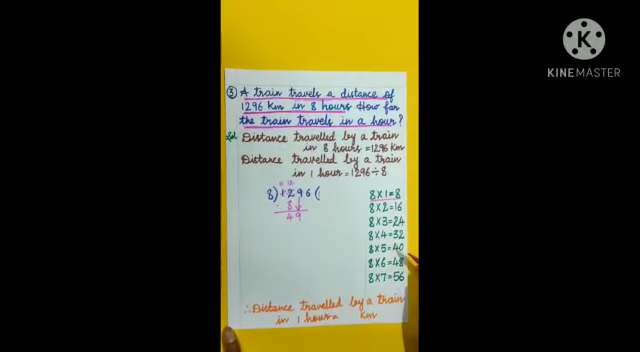 KINEMASTER
③ A train travels a distance of
1296 Km in 8 hours. How far
the train travels in a hour?
Sol Distance travelled by a train
in 8 hours = 1296 Km
Distance travelled by a train
in 1 hour = 1296 ÷ 8
0 12
8)1296(
- 8
49
8 X 1 = 8
8 X 2 = 16
8 X 3 = 24
8 X 4 = 32
8 X 5 = 40
8 X 6 = 48
8 X 7 = 56
∴ Distance travelled by a train
in 1 hour = Km